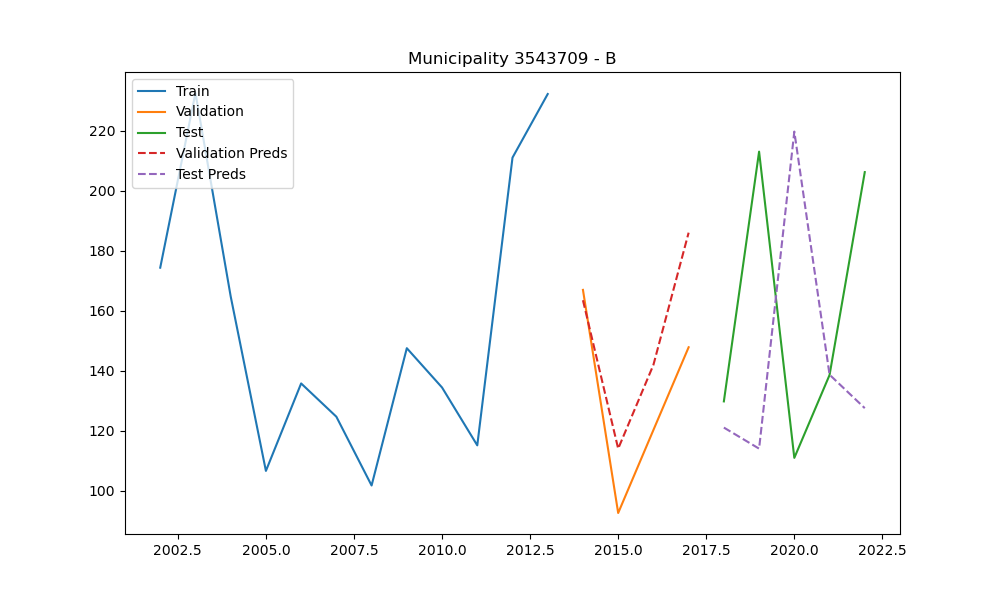 Municipality 3543709 - B
Train
Validation
Test
Validation Preds
Test Preds
220
200
180
160
140
120
100
2002.5 2005.0 2007.5 2010.0 2012.5 2015.0 2017.5 2020.0 2022.5